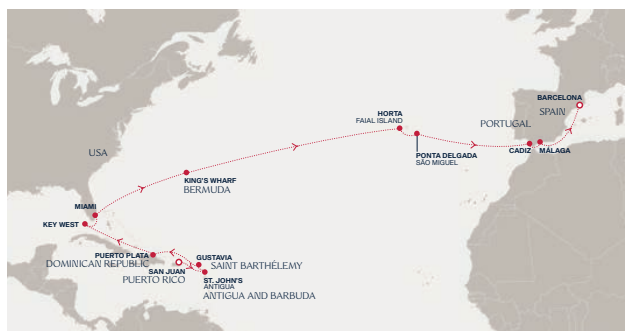 BARCELONA
SPAIN
HORTA
FAIAL ISLAND
PORTUGAL
PONTA DELGADA
SÃO MIGUEL
CADIZ
MÁLAGA
USA
KING'S WHARF
BERMUDA
MIAMI
KEY WEST
PUERTO PLATA
DOMINICAN REPUBLIC
GUSTAVIA
SAINT BARTHÉLEMY
SAN JUAN
PUERTO RICO
ST. JOHN'S
ANTIGUA
ANTIGUA AND BARBUDA